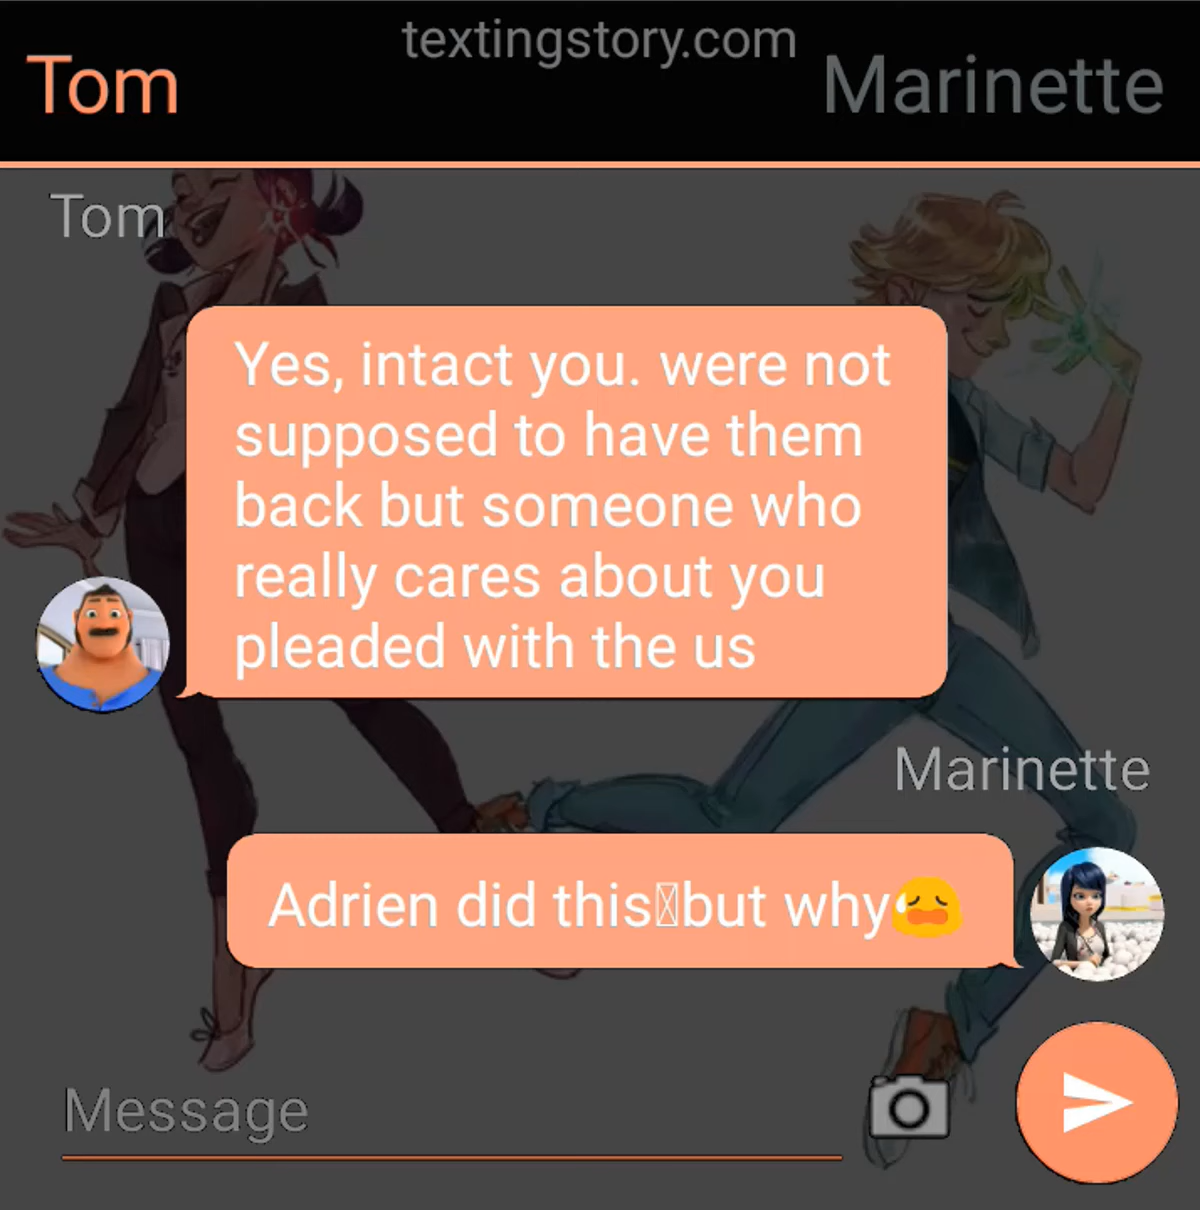 textingstory.com
Tom
Marinette
Tom
Yes, intact you. were not
supposed to have them
back but someone who
really cares about you
pleaded with the us
Marinette
Adrien did this▯but why😥
Message